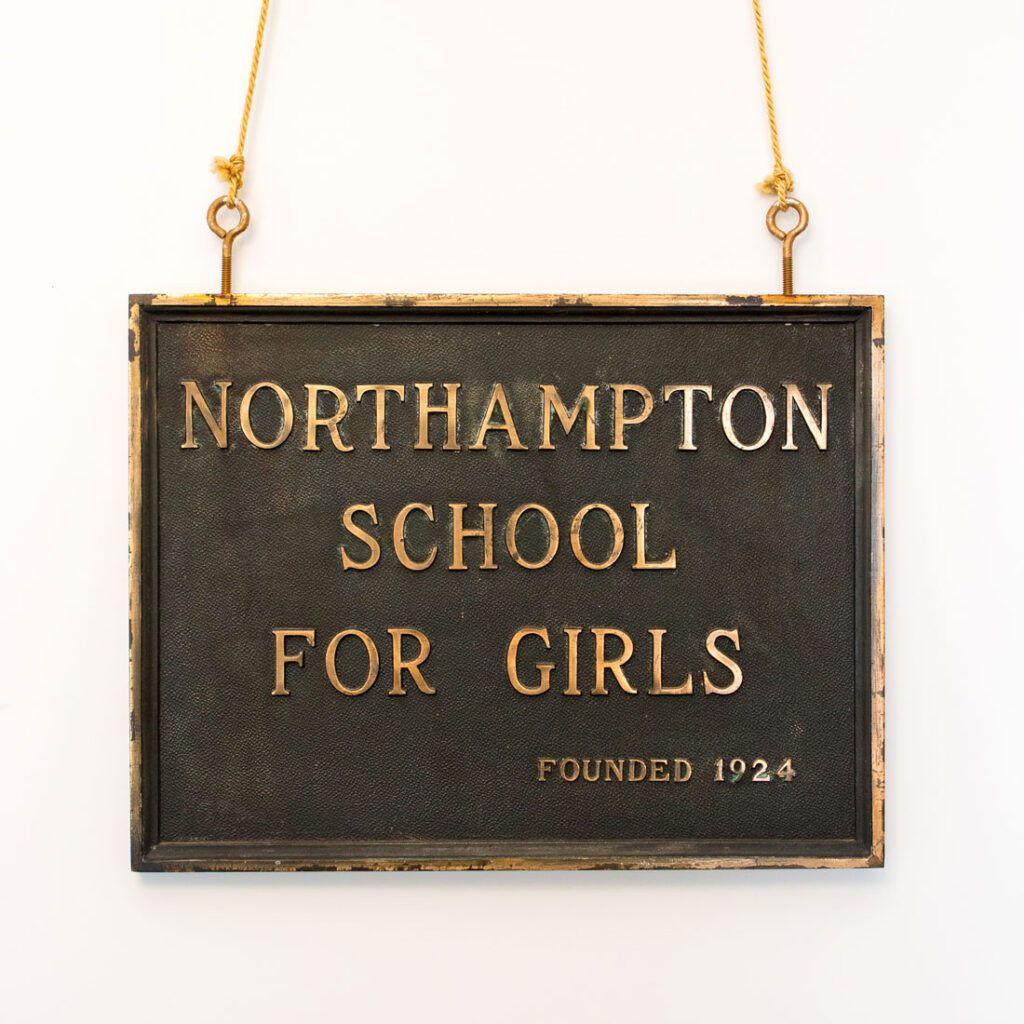 NORTHAMPTON
SCHOOL
FOR GIRLS
FOUNDED 1924